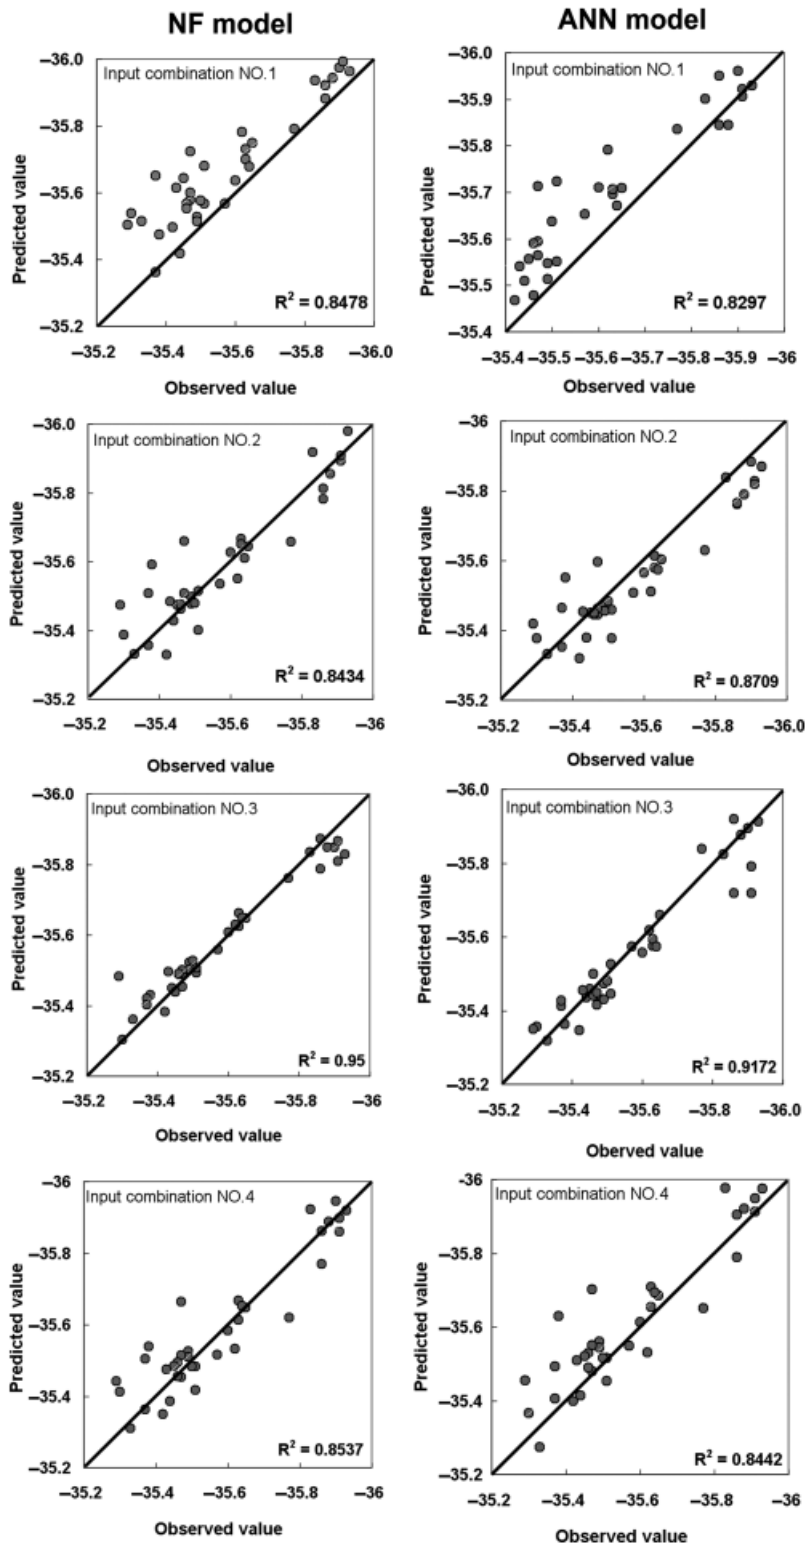 NF model
ANN model
Input combination NO.1
Predicted value
−36.0
−35.8
−35.6
−35.4
−35.2
R² = 0.8478
−35.2 −35.4 −35.6 −35.8 −36.0
Observed value
Input combination NO.1
Predicted value
−36.0
−35.9
−35.8
−35.7
−35.6
−35.5
−35.4
R² = 0.8297
−35.4 −35.5 −35.6 −35.7 −35.8 −35.9 −36
Observed value
Input combination NO.2
Predicted value
−36.0
−35.8
−35.6
−35.4
−35.2
R² = 0.8434
−35.2 −35.4 −35.6 −35.8 −36
Observed value
Input combination NO.2
Predicted value
−36
−35.8
−35.6
−35.4
−35.2
R² = 0.8709
−35.2 −35.4 −35.6 −35.8 −36.0
Observed value
Input combination NO.3
Predicted value
−36.0
−35.8
−35.6
−35.4
−35.2
R² = 0.95
−35.2 −35.4 −35.6 −35.8 −36
Observed value
Input combination NO.3
Predicted value
−36.0
−35.8
−35.6
−35.4
−35.2
R² = 0.9172
−35.2 −35.4 −35.6 −35.8 −36.0
Oberved value
Input combination NO.4
Predicted value
−36
−35.8
−35.6
−35.4
−35.2
R² = 0.8537
−35.2 −35.4 −35.6 −35.8 −36
Observed value
Input combination NO.4
Predicted value
-36
−35.8
−35.6
−35.4
−35.2
R² = 0.8442
−35.2 −35.4 −35.6 −35.8 −36
Observed value